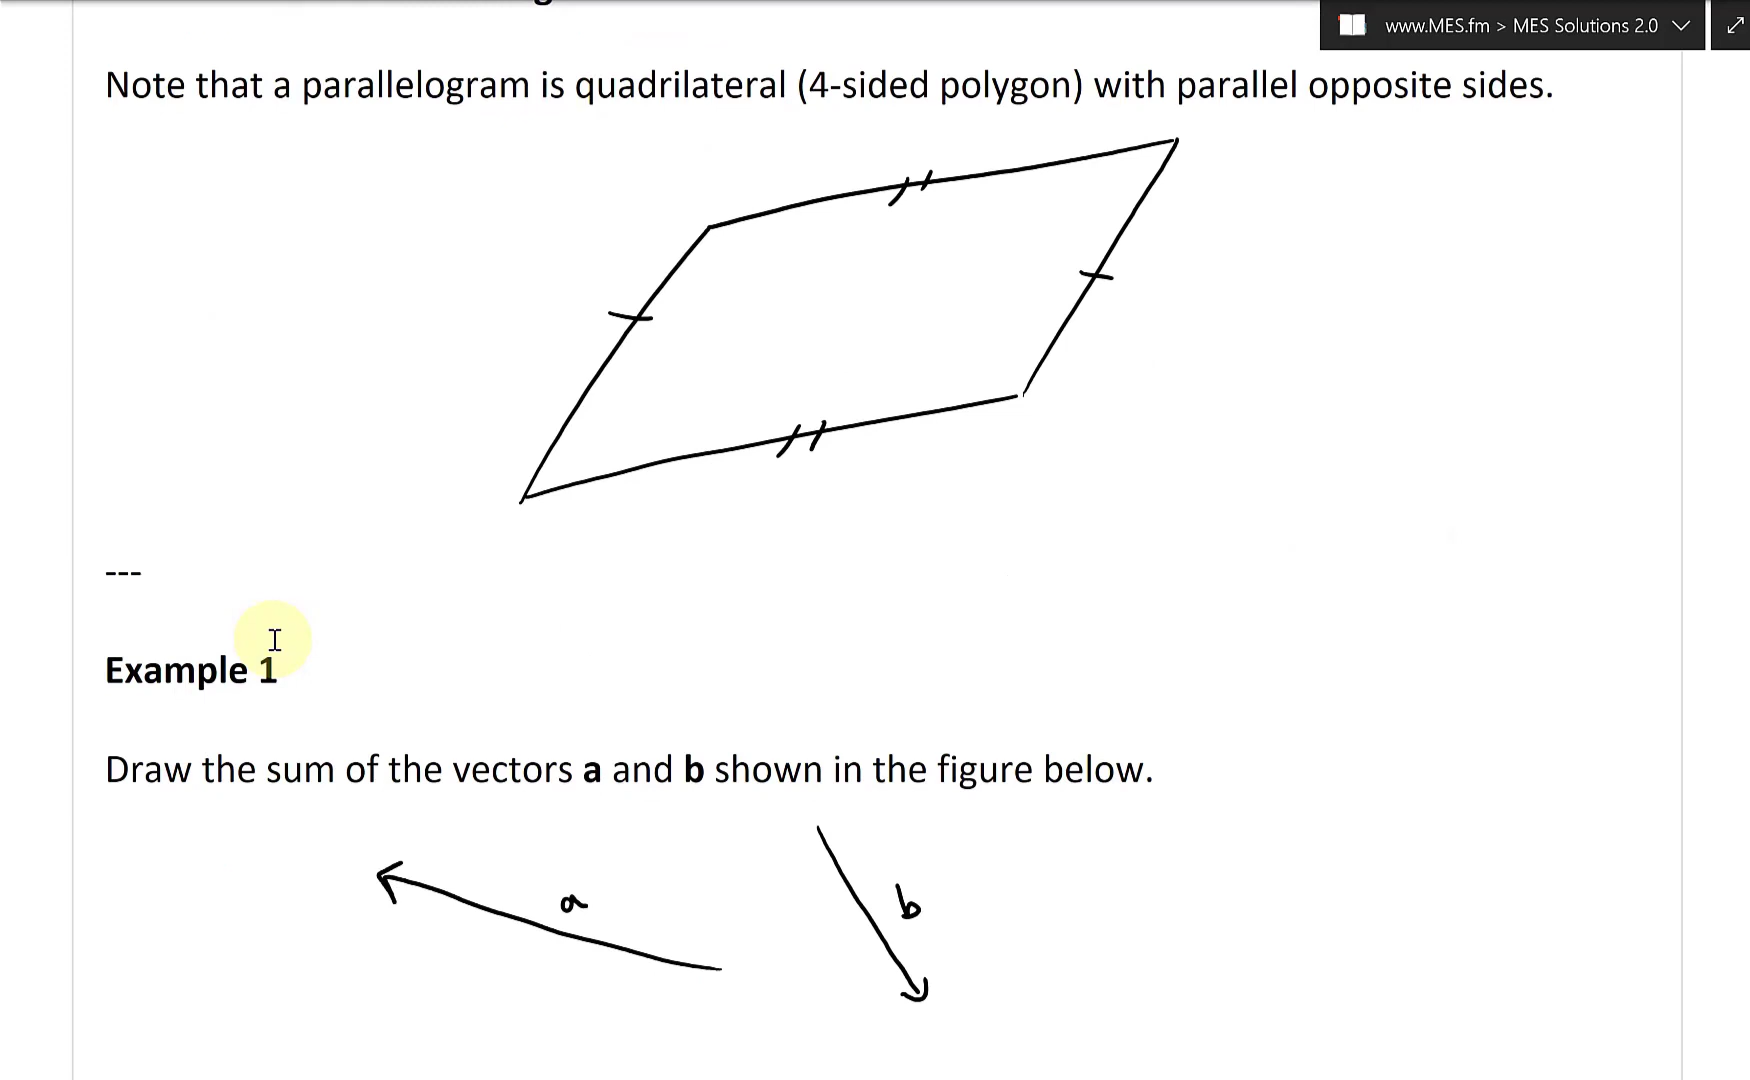 www.MES.fm > MES Solutions 2.0
Note that a parallelogram is quadrilateral (4-sided polygon) with parallel opposite sides.
---
Example 1
Draw the sum of the vectors a and b shown in the figure below.
a
b